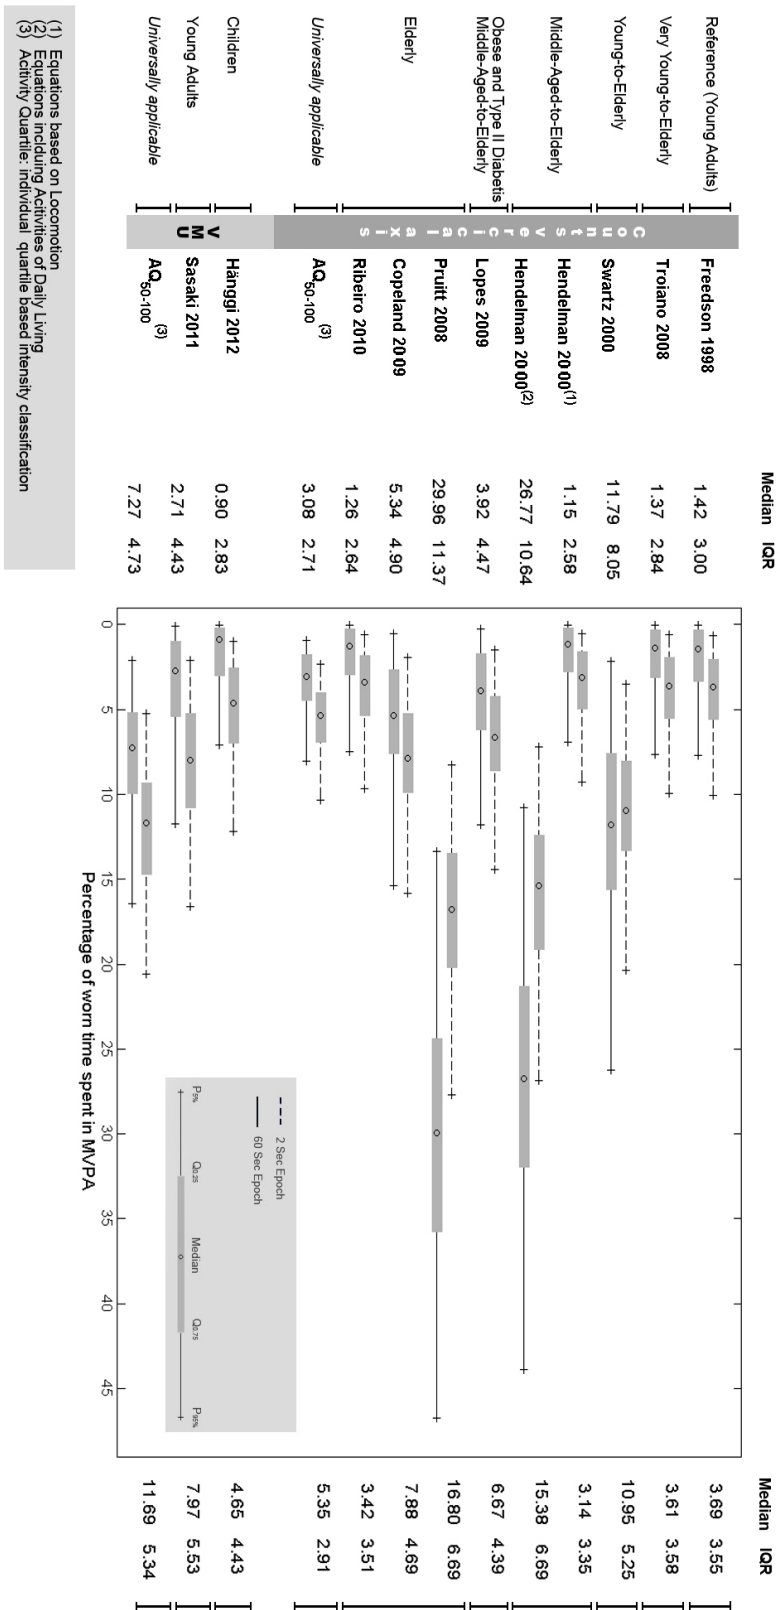 Median IQR
Median IQR
Reference (Young Adults)
Freedson 1998
1.42 3.00
3.69 3.55
Very Young-to-Elderly
Troiano 2008
1.37 2.84
3.61 3.58
Young-to-Elderly
Swartz 2000
11.79 8.05
10.95 5.25
Middle-Aged-to-Elderly
Hendelman 2000(1)
1.15 2.58
3.14 3.35
Hendelman 2000(2)
26.77 10.64
15.38 6.69
Obese and Type II Diabetis
Middle-Aged-to-Elderly
Lopes 2009
3.92 4.47
6.67 4.39
Elderly
Pruitt 2008
29.96 11.37
16.80 6.69
Copeland 2009
5.34 4.90
7.88 4.69
Ribeiro 2010
1.26 2.64
3.42 3.51
Universally applicable
AQ50-100 (3)
3.08 2.71
5.35 2.91
Counts vericical axis
Children
Hänggi 2012
0.90 2.83
4.65 4.43
Young Adults
Sasaki 2011
2.71 4.43
7.97 5.53
Universally applicable
AQ50-100 (3)
7.27 4.73
11.69 5.34
VMU
0 5 10 15 20 25 30 35 40 45
Percentage of worn time spent in MVPA
2 Sec Epoch
60 Sec Epoch
P5% Q0.25 Median Q0.75 P95%
(1) Equations based on Locomotion
(2) Equations inclduing Acitivities of Daily Living
(3) Acitivity Quartile: individual quartile based intensity classification